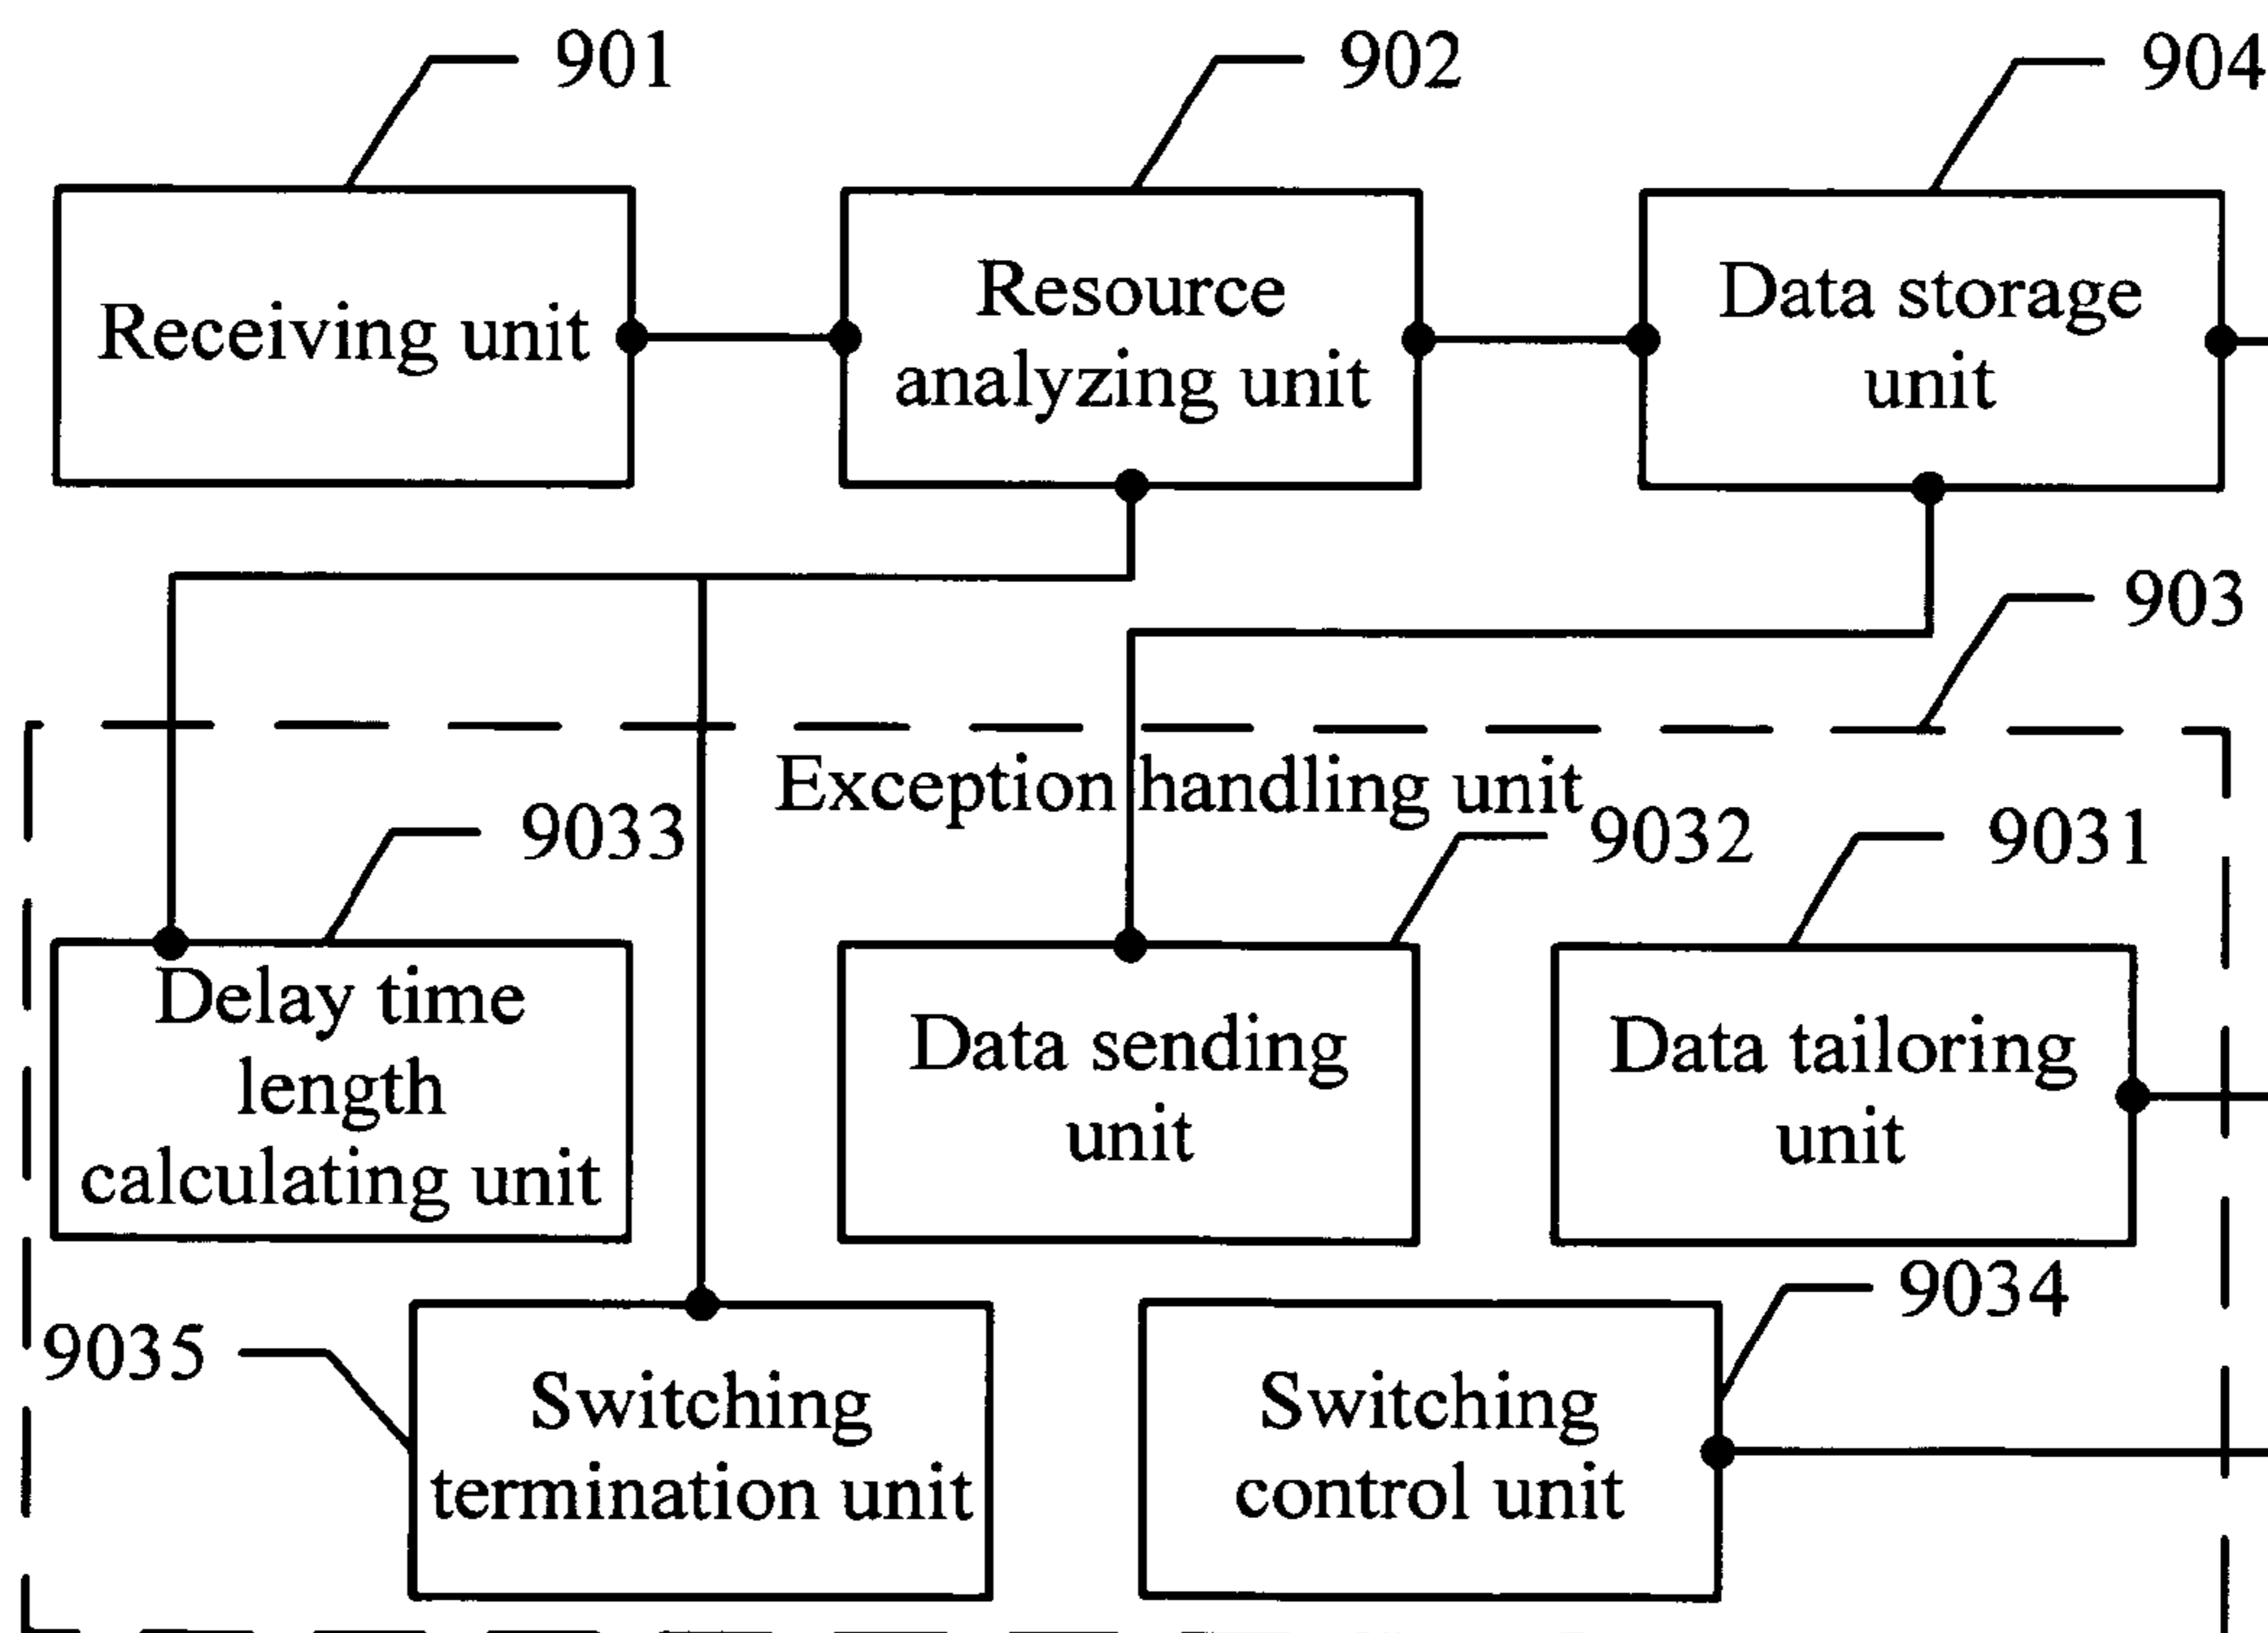 901
902
904
Receiving unit
Resource
analyzing unit
Data storage
unit
903
Exception handling unit
9033
9032
9031
Delay time
length
calculating unit
Data sending
unit
Data tailoring
unit
9034
9035
Switching
termination unit
Switching
control unit